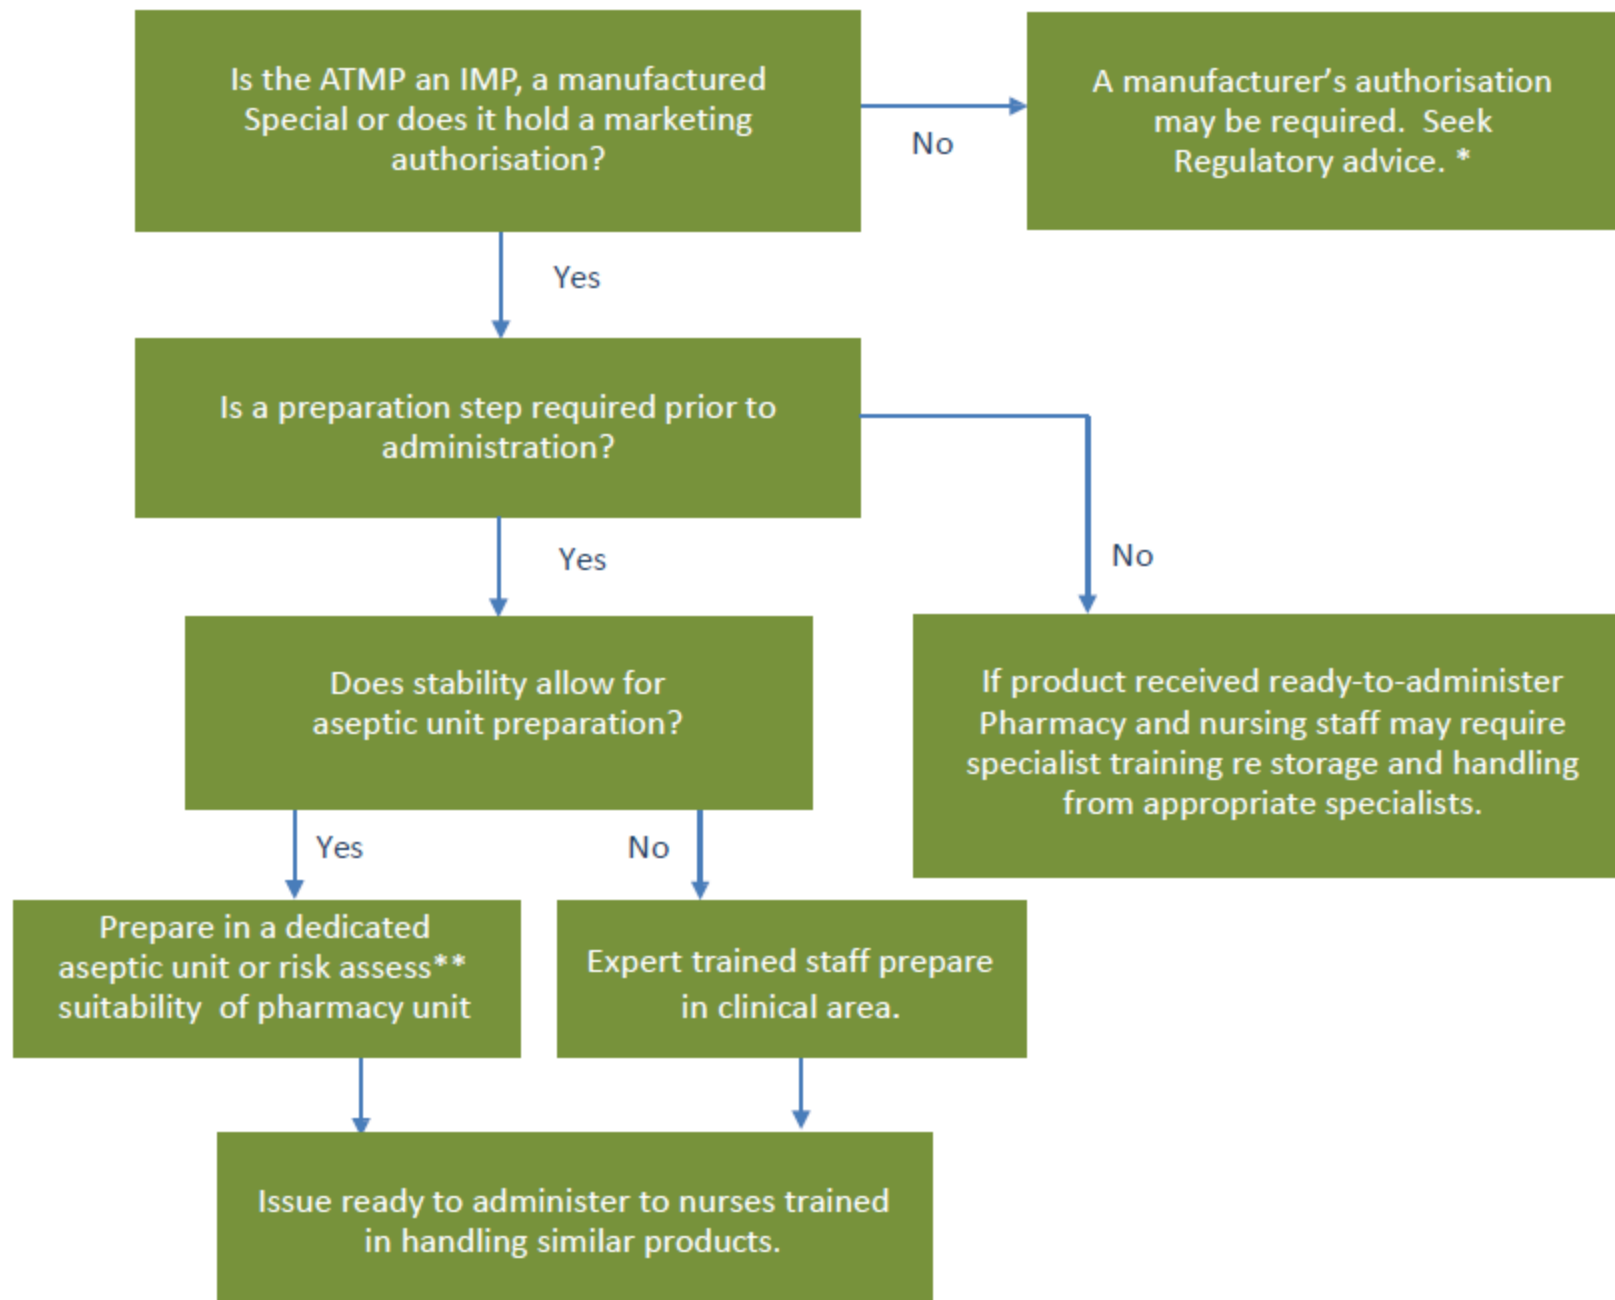 Is the ATMP an IMP, a manufactured
Special or does it hold a marketing
authorisation?
No
A manufacturer’s authorisation
may be required.  Seek
Regulatory advice. *
Yes
Is a preparation step required prior to
administration?
Yes
No
Does stability allow for
aseptic unit preparation?
If product received ready-to-administer
Pharmacy and nursing staff may require
specialist training re storage and handling
from appropriate specialists.
Yes
No
Prepare in a dedicated
aseptic unit or risk assess**
suitability  of pharmacy unit
Expert trained staff prepare
in clinical area.
Issue ready to administer to nurses trained
in handling similar products.